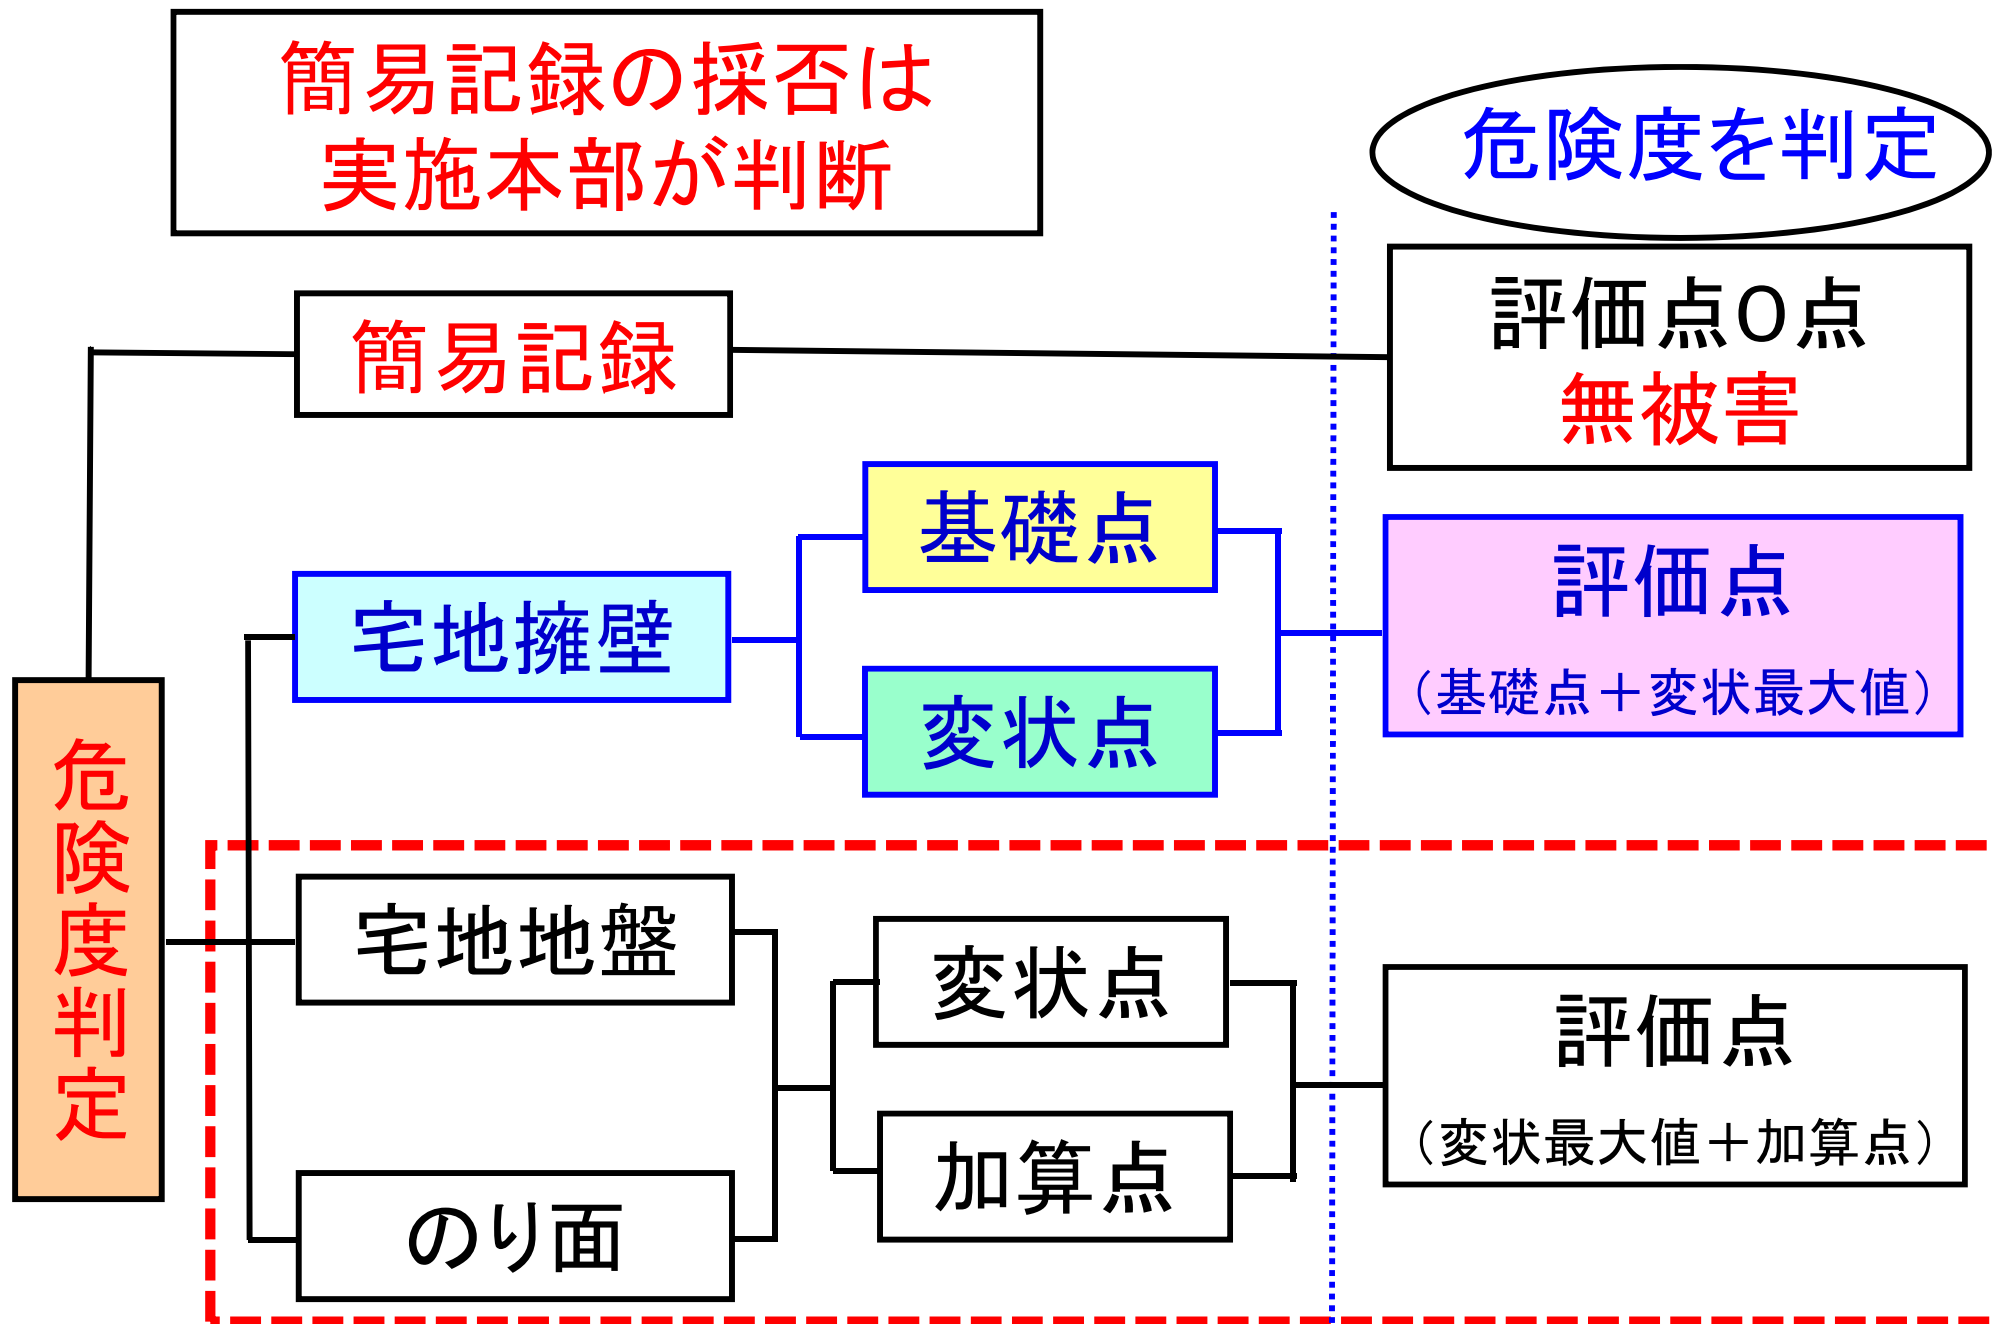 簡易記録の採否は
実施本部が判断
危険度を判定
簡易記録
評価点0点
無被害
基礎点
宅地擁壁
変状点
評価点
（基礎点＋変状最大値）
危険度判定
宅地地盤
のり面
変状点
加算点
評価点
（変状最大値＋加算点）